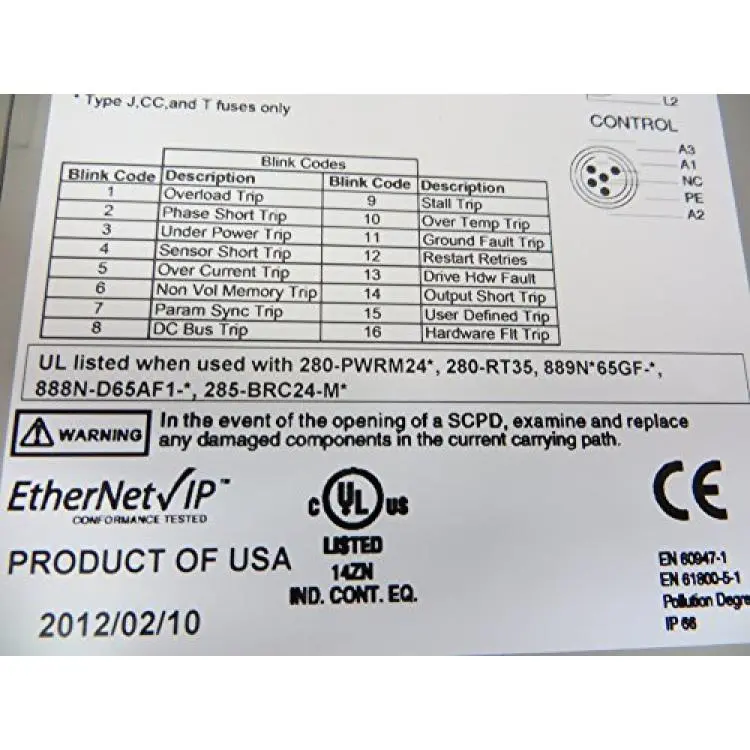 * Type J,CC,and T fuses only
L2
CONTROL
A3
A1
NC
PE
A2
Blink Codes
Blink Code Description Blink Code Description
1 Overload Trip 9 Stall Trip
2 Phase Short Trip 10 Over Temp Trip
3 Under Power Trip 11 Ground Fault Trip
4 Sensor Short Trip 12 Restart Retries
5 Over Current Trip 13 Drive Hdw Fault
6 Non Vol Memory Trip 14 Output Short Trip
7 Param Sync Trip 15 User Defined Trip
8 DC Bus Trip 16 Hardware Flt Trip
UL listed when used with 280-PWRM24*, 280-RT35, 889N*65GF-*,
888N-D65AF1-*, 285-BRC24-M*
WARNING In the event of the opening of a SCPD, examine and replace
any damaged components in the current carrying path.
EtherNet/IP™
CONFORMANCE TESTED
C UL US
LISTED
14ZN
IND. CONT. EQ.
CE
PRODUCT OF USA
2012/02/10
EN 60947-1
EN 61800-5-1
Pollution Degre
IP 66